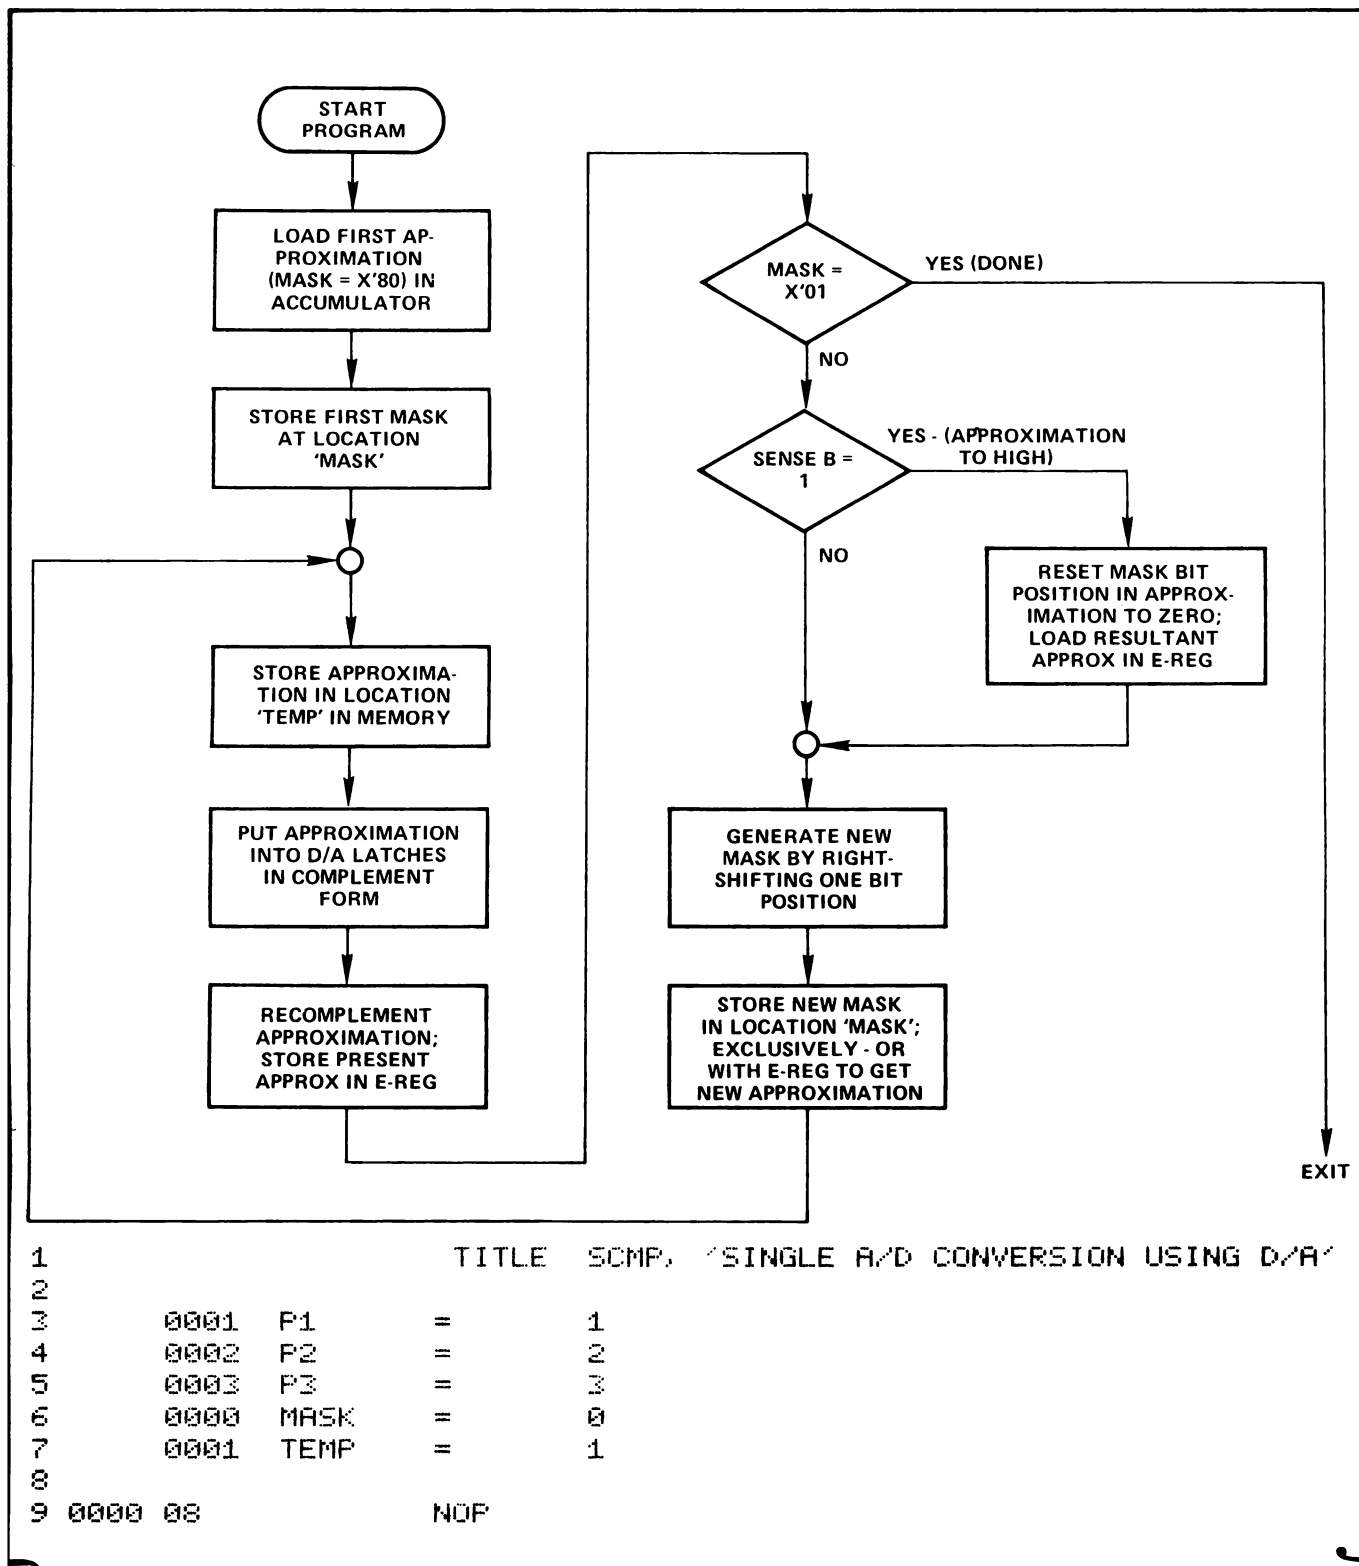 START
PROGRAM
LOAD FIRST AP-
PROXIMATION
(MASK = X'80) IN
ACCUMULATOR
STORE FIRST MASK
AT LOCATION
'MASK'
STORE APPROXIMA-
TION IN LOCATION
'TEMP' IN MEMORY
PUT APPROXIMATION
INTO D/A LATCHES
IN COMPLEMENT
FORM
RECOMPLEMENT
APPROXIMATION;
STORE PRESENT
APPROX IN E-REG
MASK =
X'01
YES (DONE)
NO
SENSE B =
1
YES - (APPROXIMATION
TO HIGH)
NO
RESET MASK BIT
POSITION IN APPROX-
IMATION TO ZERO;
LOAD RESULTANT
APPROX IN E-REG
GENERATE NEW
MASK BY RIGHT-
SHIFTING ONE BIT
POSITION
STORE NEW MASK
IN LOCATION 'MASK';
EXCLUSIVELY - OR
WITH E-REG TO GET
NEW APPROXIMATION
EXIT
1 TITLE SCMP, 'SINGLE A/D CONVERSION USING D/A'
2
3 0001 P1 = 1
4 0002 P2 = 2
5 0003 P3 = 3
6 0000 MASK = 0
7 0001 TEMP = 1
8
9 0000 08 NOP